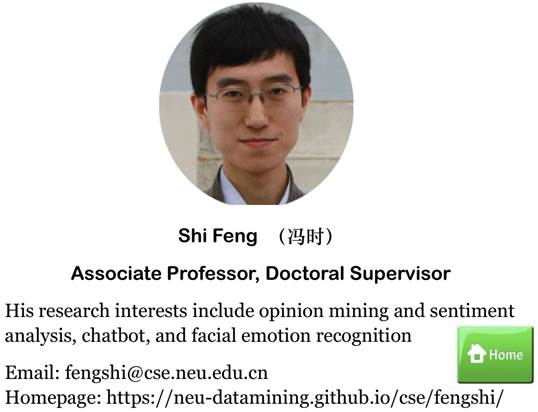 Shi Feng （冯时）
Associate Professor, Doctoral Supervisor
His research interests include opinion mining and sentiment
analysis, chatbot, and facial emotion recognition
Home
Email: fengshi@cse.neu.edu.cn
Homepage: https://neu-datamining.github.io/cse/fengshi/